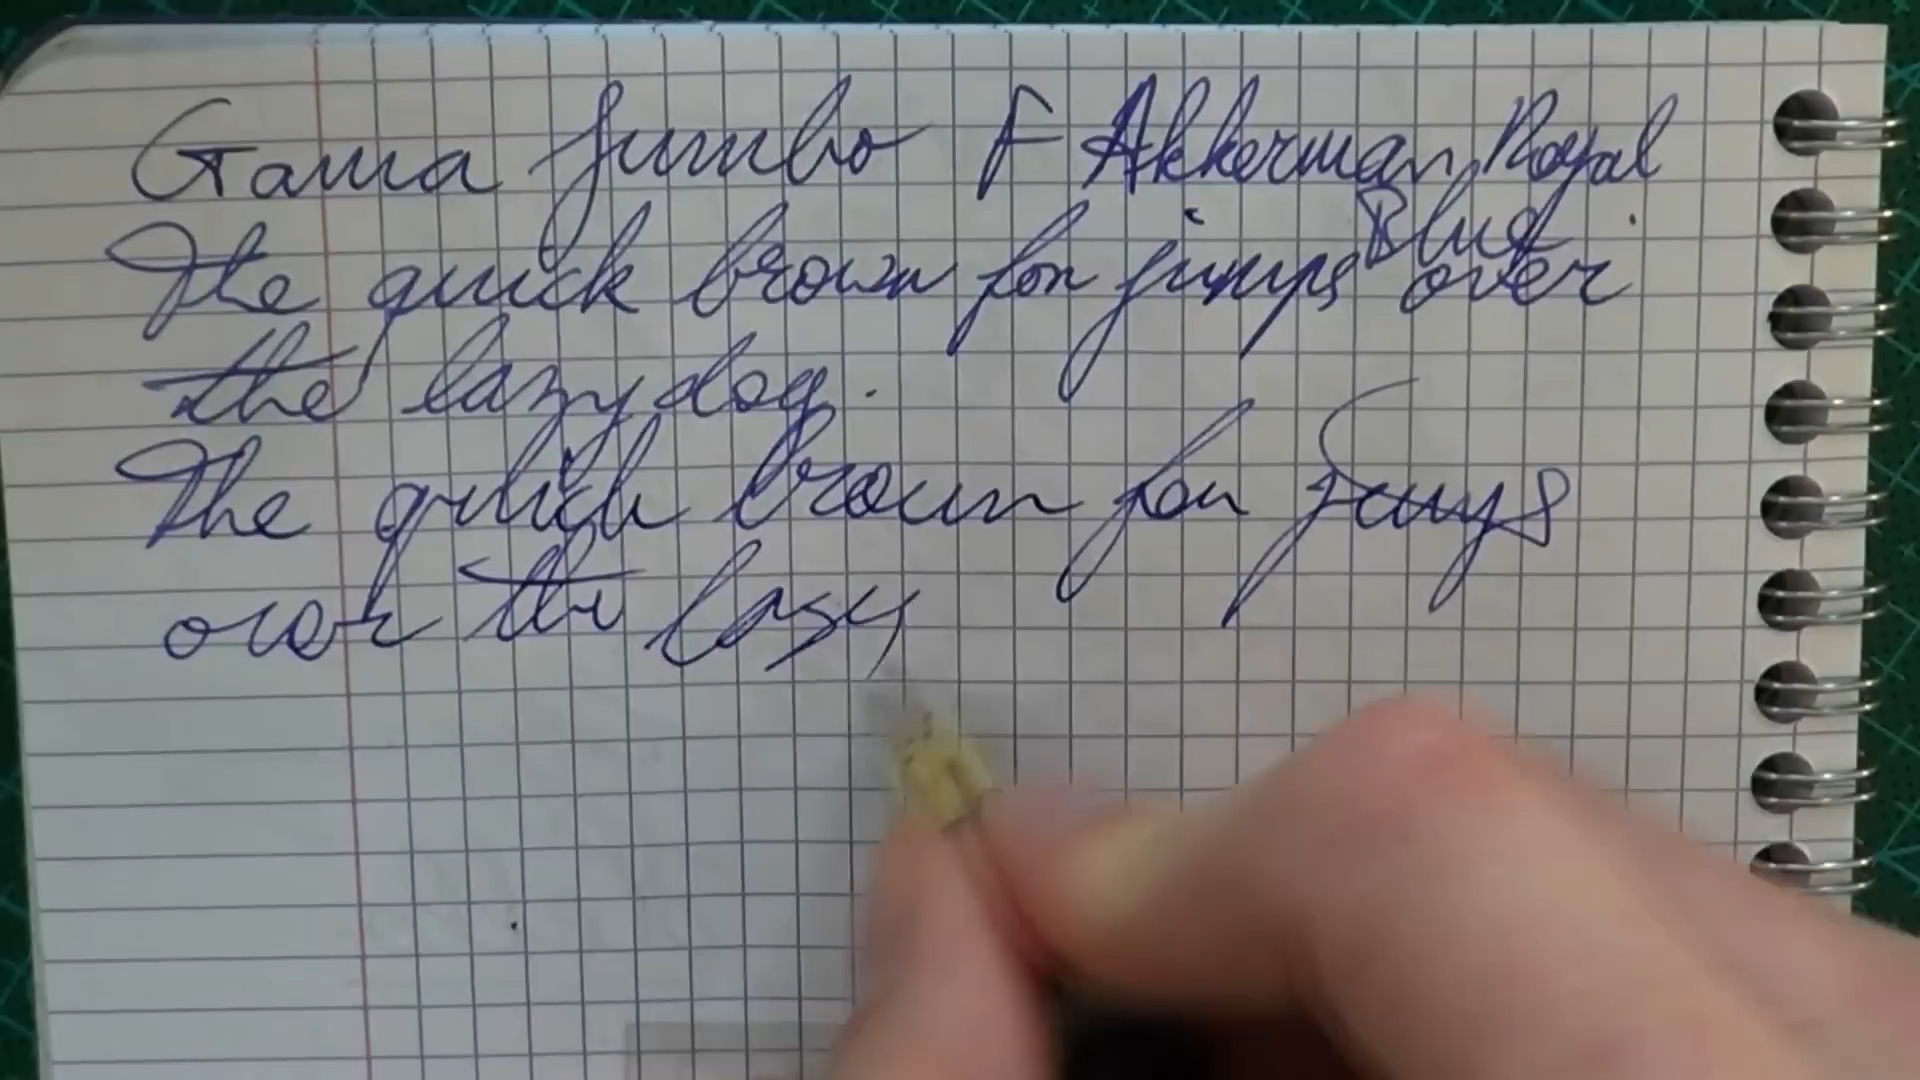 Gama Jumbo F Akkerman Royal
Blue
The quick brown fox jumps over
the lazy dog.
The quick brown fox jumps
over the lazy